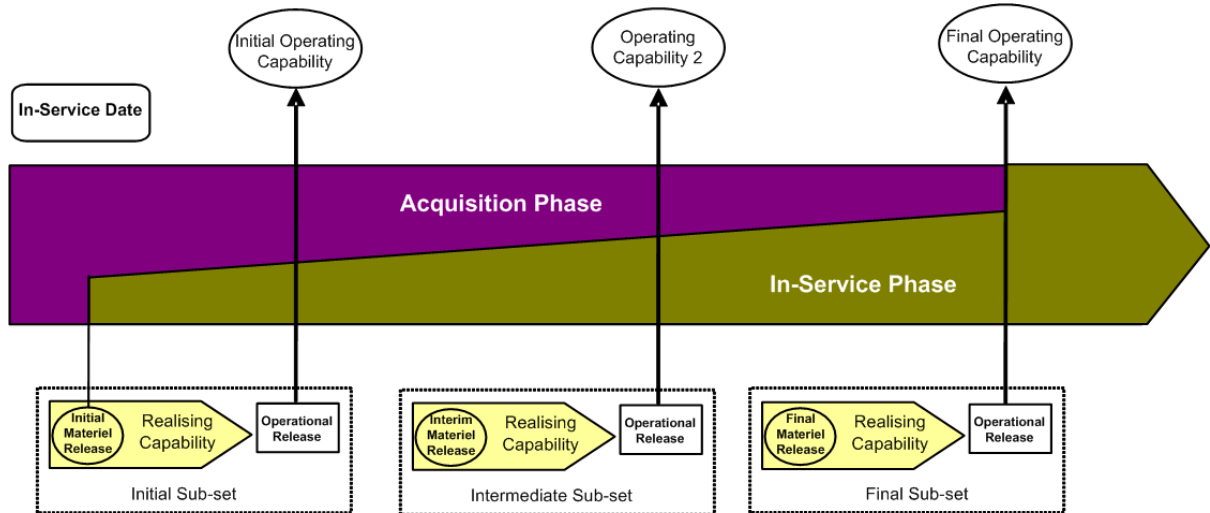 Initial Operating
Capability
Operating
Capability 2
Final Operating
Capability
In-Service Date
Acquisition Phase
In-Service Phase
Initial
Materiel
Release
Realising
Capability
Operational
Release
Initial Sub-set
Interim
Materiel
Release
Realising
Capability
Operational
Release
Intermediate Sub-set
Final
Materiel
Release
Realising
Capability
Operational
Release
Final Sub-set